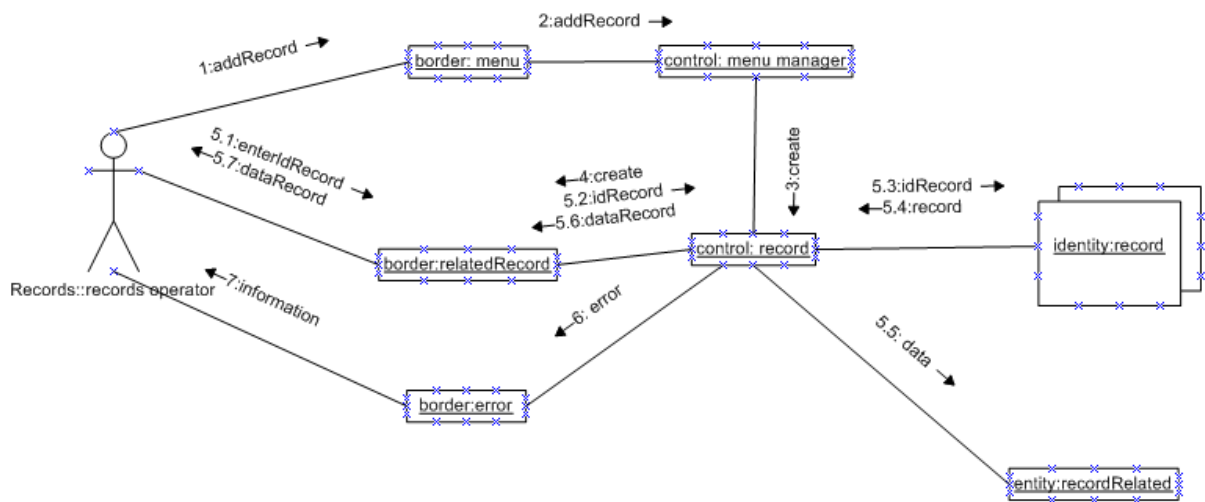 2:addRecord
1:addRecord
border: menu
control: menu manager
5.1:enterIdRecord
5.7:dataRecord
4:create
5.2:idRecord
5.6:dataRecord
3:create
5.3:idRecord
5.4:record
border:relatedRecord
control: record
identity:record
Records::records operator
7:information
6: error
5.5: data
border:error
entity:recordRelated